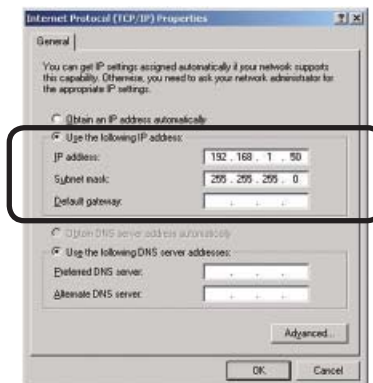 Internet Protocol (TCP/IP) Properties
General
You can get IP settings assigned automatically if your network supports
this capability. Otherwise, you need to ask your network administrator for
the appropriate IP settings.
Obtain an IP address automatically
Use the following IP address:
IP address: 192 . 168 . 1 . 50
Subnet mask: 255 . 255 . 255 . 0
Default gateway: . . .
Obtain DNS server address automatically
Use the following DNS server addresses:
Preferred DNS server: . . .
Alternate DNS server: . . .
Advanced...
OK Cancel